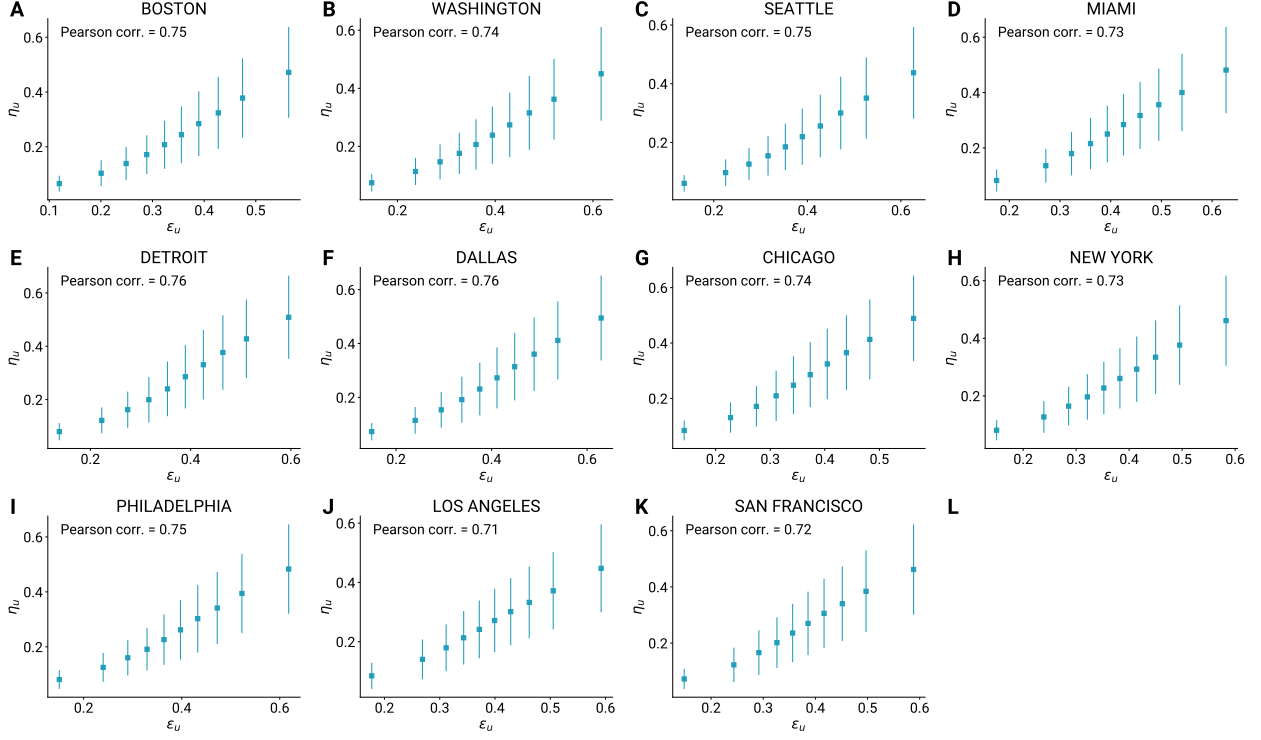 A BOSTON
Pearson corr. = 0.75
0.6
0.4
0.2
ηu
0.1 0.2 0.3 0.4 0.5
εu
B WASHINGTON
Pearson corr. = 0.74
0.6
0.4
0.2
ηu
0.2 0.4 0.6
εu
C SEATTLE
Pearson corr. = 0.75
0.6
0.4
0.2
ηu
0.2 0.4 0.6
εu
D MIAMI
Pearson corr. = 0.73
0.6
0.4
0.2
ηu
0.2 0.3 0.4 0.5 0.6
εu
E DETROIT
Pearson corr. = 0.76
0.6
0.4
0.2
ηu
0.2 0.4 0.6
εu
F DALLAS
Pearson corr. = 0.76
0.6
0.4
0.2
ηu
0.2 0.4 0.6
εu
G CHICAGO
Pearson corr. = 0.74
0.6
0.4
0.2
ηu
0.2 0.3 0.4 0.5
εu
H NEW YORK
Pearson corr. = 0.73
0.6
0.4
0.2
ηu
0.2 0.3 0.4 0.5 0.6
εu
I PHILADELPHIA
Pearson corr. = 0.75
0.6
0.4
0.2
ηu
0.2 0.4 0.6
εu
J LOS ANGELES
Pearson corr. = 0.71
0.6
0.4
0.2
ηu
0.2 0.3 0.4 0.5 0.6
εu
K SAN FRANCISCO
Pearson corr. = 0.72
0.6
0.4
0.2
ηu
0.2 0.3 0.4 0.5 0.6
εu
L